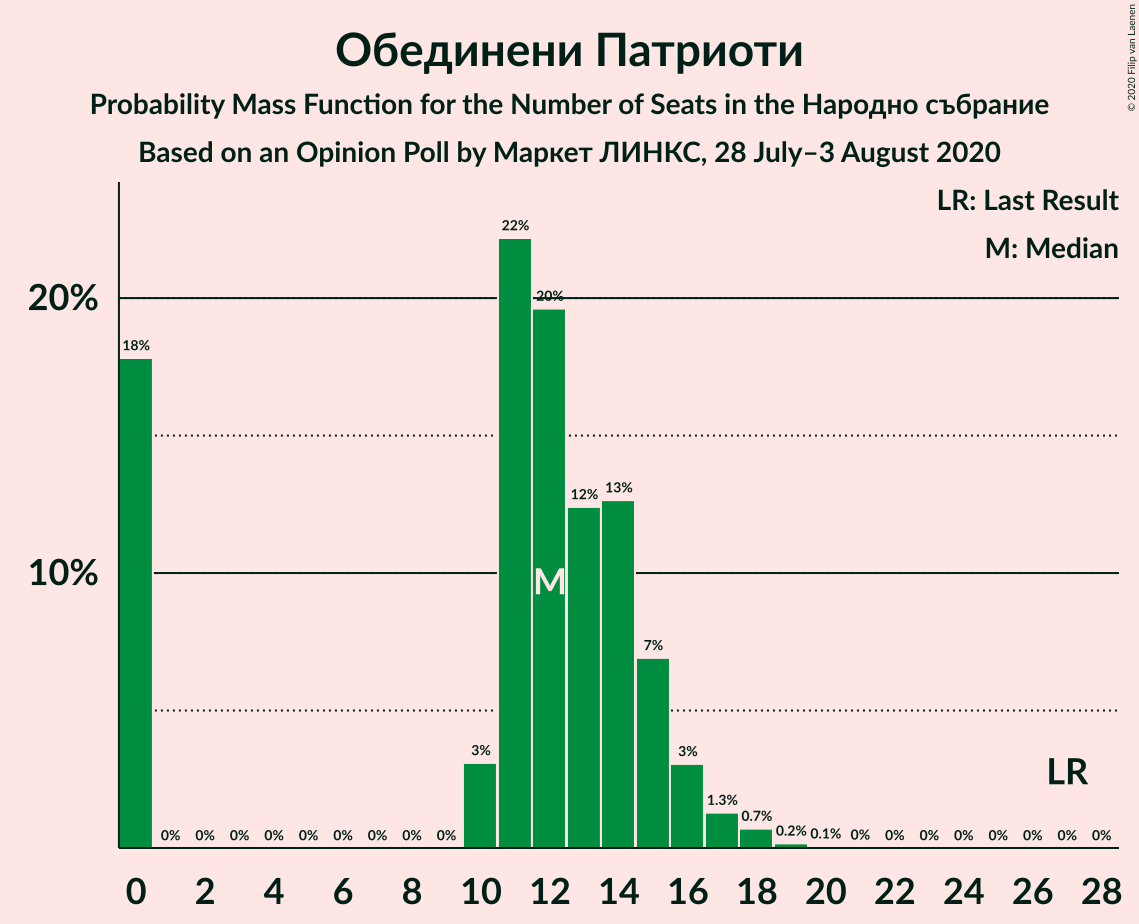 Обединени Патриоти
Probability Mass Function for the Number of Seats in the Народно събрание
Based on an Opinion Poll by Маркет ЛИНКС, 28 July–3 August 2020
© 2020 Filip van Laenen
LR: Last Result
M: Median
22%
20%
20%
18%
13%
12%
10%
M
7%
3%
3%
LR
1.3%
0.7%
0% 0% 0% 0% 0% 0% 0% 0% 0% 0.2% 0.1% 0% 0% 0% 0% 0% 0% 0% 0%
0 2 4 6 8 10 12 14 16 18 20 22 24 26 28